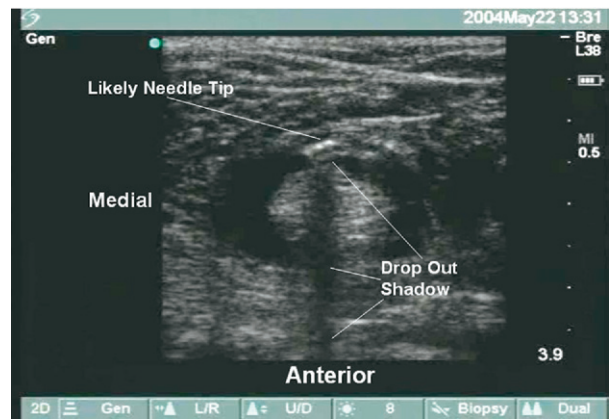 2004May22 13:31
Gen
Bre
L38
Likely Needle Tip
MI
0.5
Medial
Drop Out
Shadow
3.9
Anterior
2D Gen L/R U/D 8 Biopsy Dual